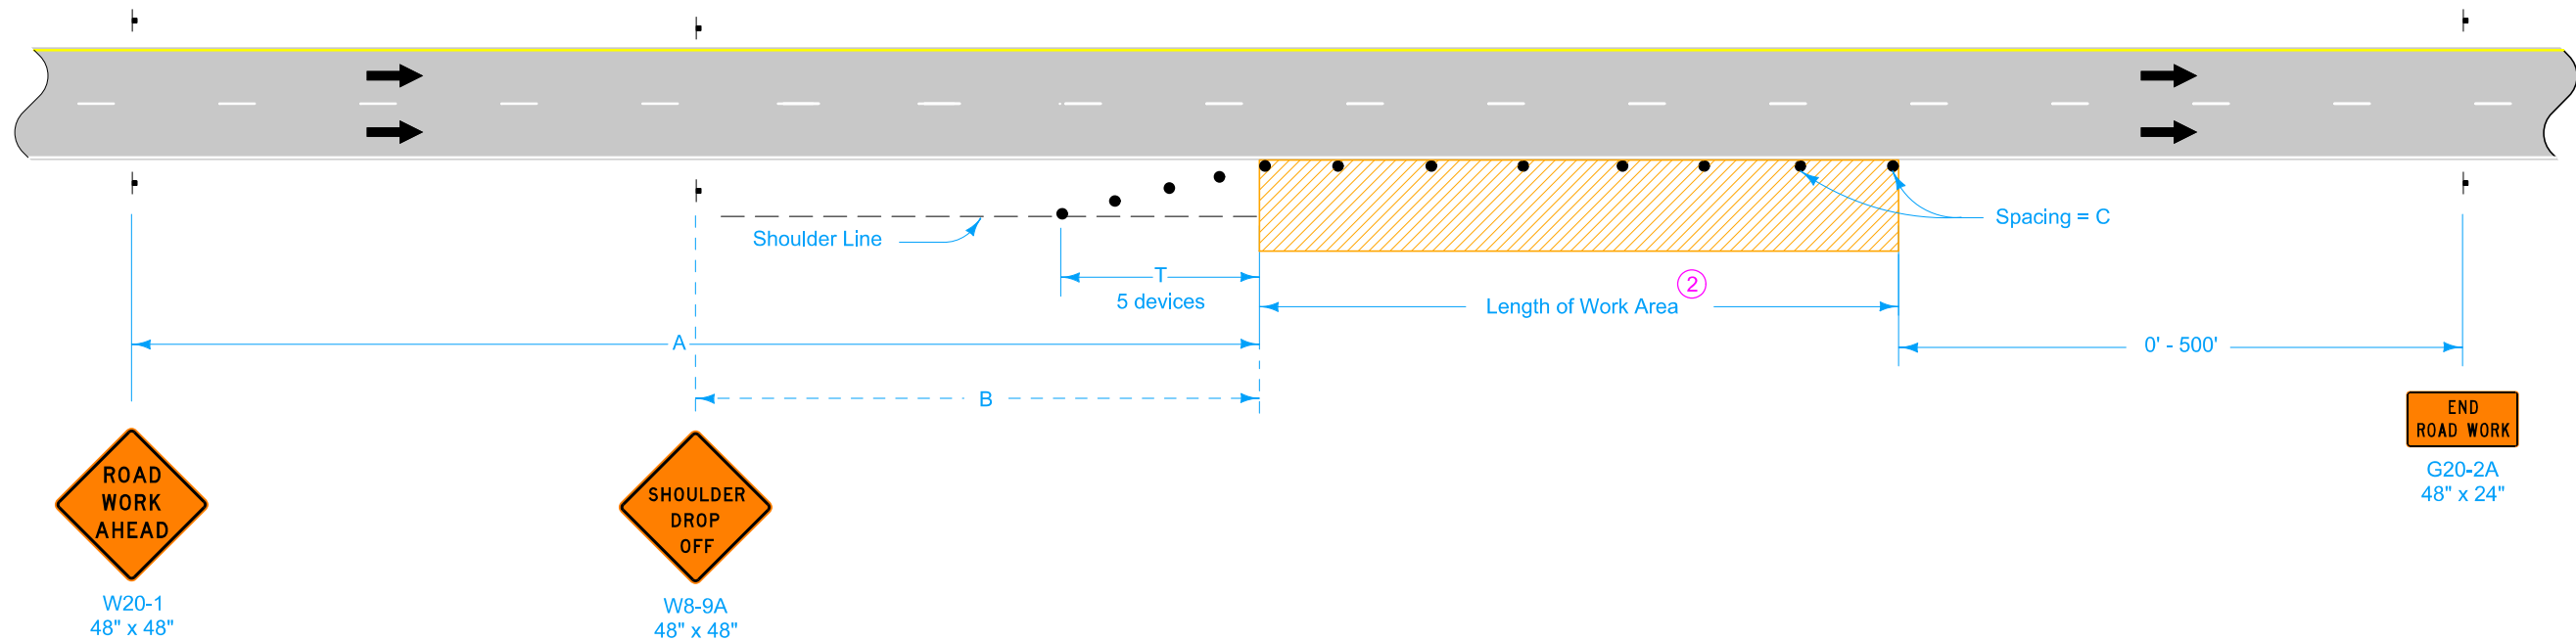 Shoulder Line
Spacing = C
T
5 devices
2
Length of Work Area
A
0' - 500'
B
ROAD
WORK
AHEAD
W20-1
48" x 48"
SHOULDER
DROP
OFF
W8-9A
48" x 48"
END
ROAD WORK
G20-2A
48" x 24"